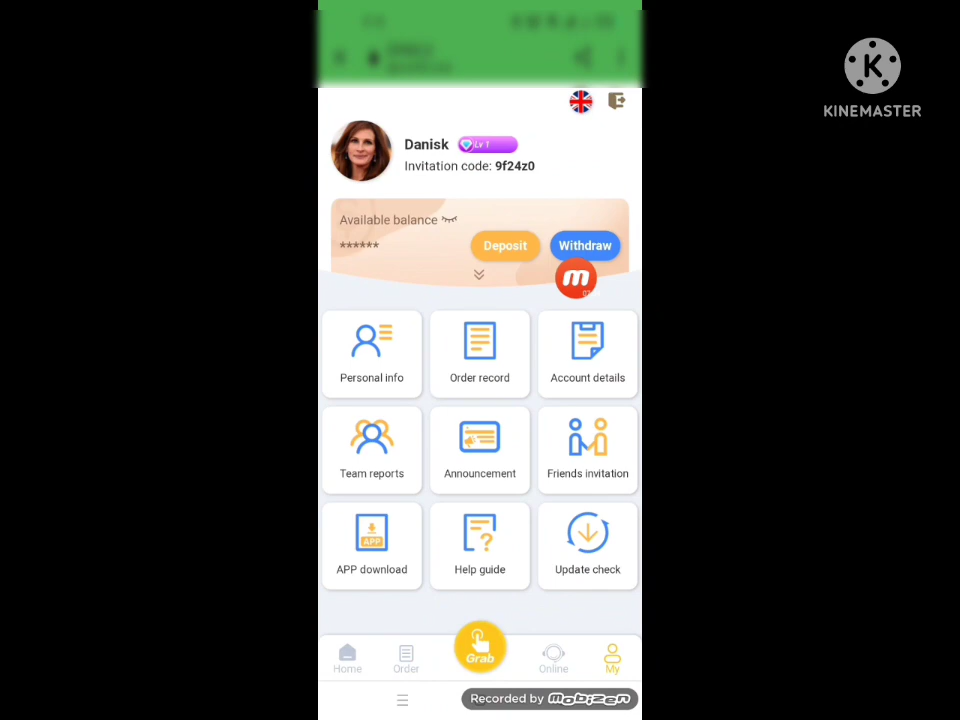 KINEMASTER
Danisk Lv 1
Invitation code: 9f24z0
Available balance
****** Deposit Withdraw
Personal info Order record Account details
Team reports Announcement Friends invitation
APP
APP download Help guide Update check
Grab
Home Order Online My
Recorded by MOBIZEN